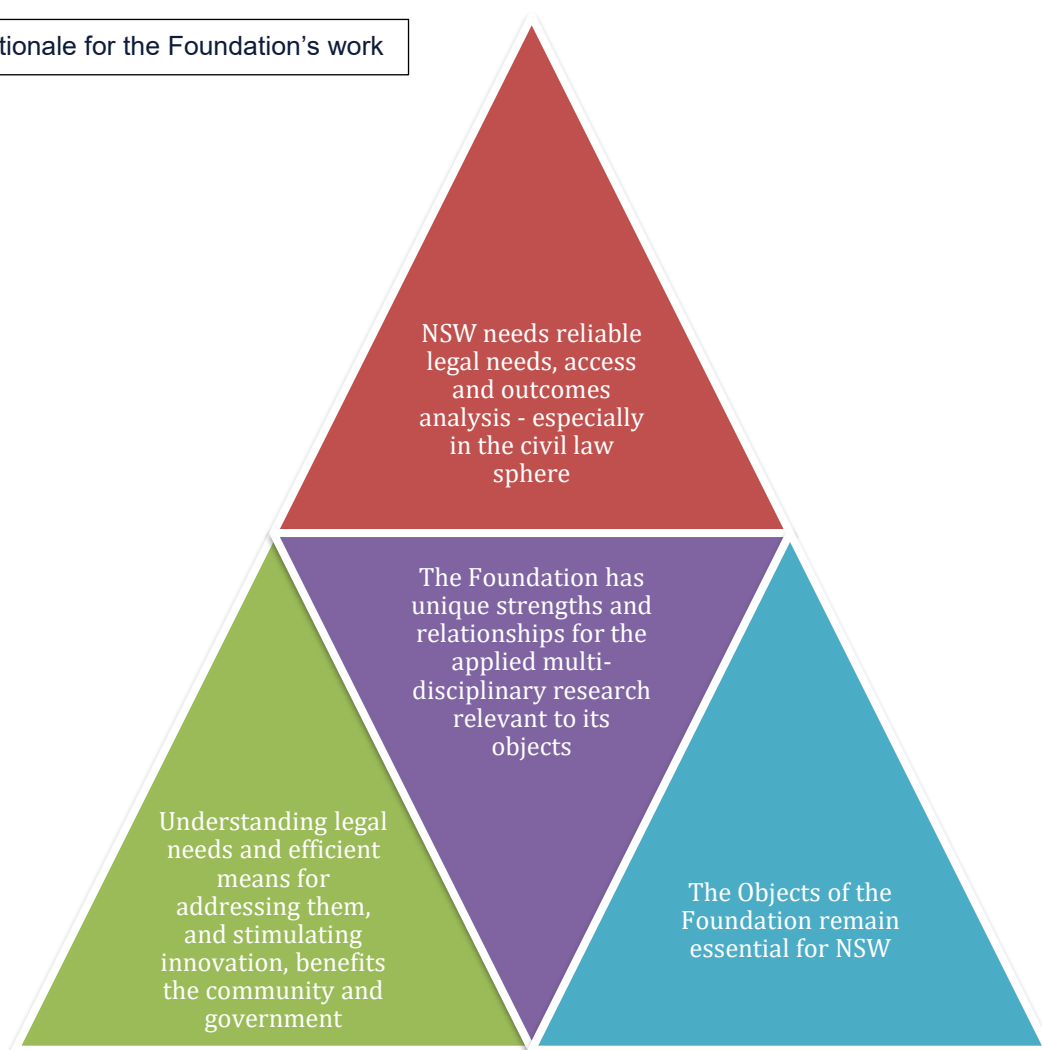 tionale for the Foundation’s work
NSW needs reliable
legal needs, access
and outcomes
analysis - especially
in the civil law
sphere
The Foundation has
unique strengths and
relationships for the
applied multi-
disciplinary research
relevant to its
objects
Understanding legal
needs and efficient
means for
addressing them,
and stimulating
innovation, benefits
the community and
government
The Objects of the
Foundation remain
essential for NSW